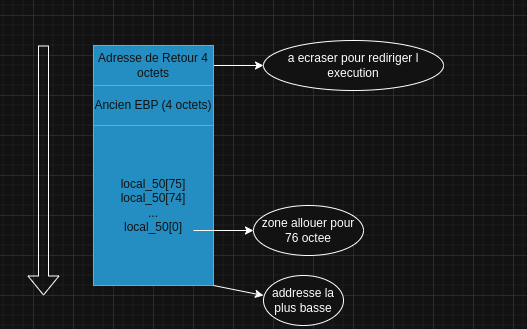 Adresse de Retour 4
octets
a ecraser pour rediriger l
execution
Ancien EBP (4 octets)
local_50[75]
local_50[74]
...
local_50[0]
zone allouer pour
76 octee
addresse la
plus basse